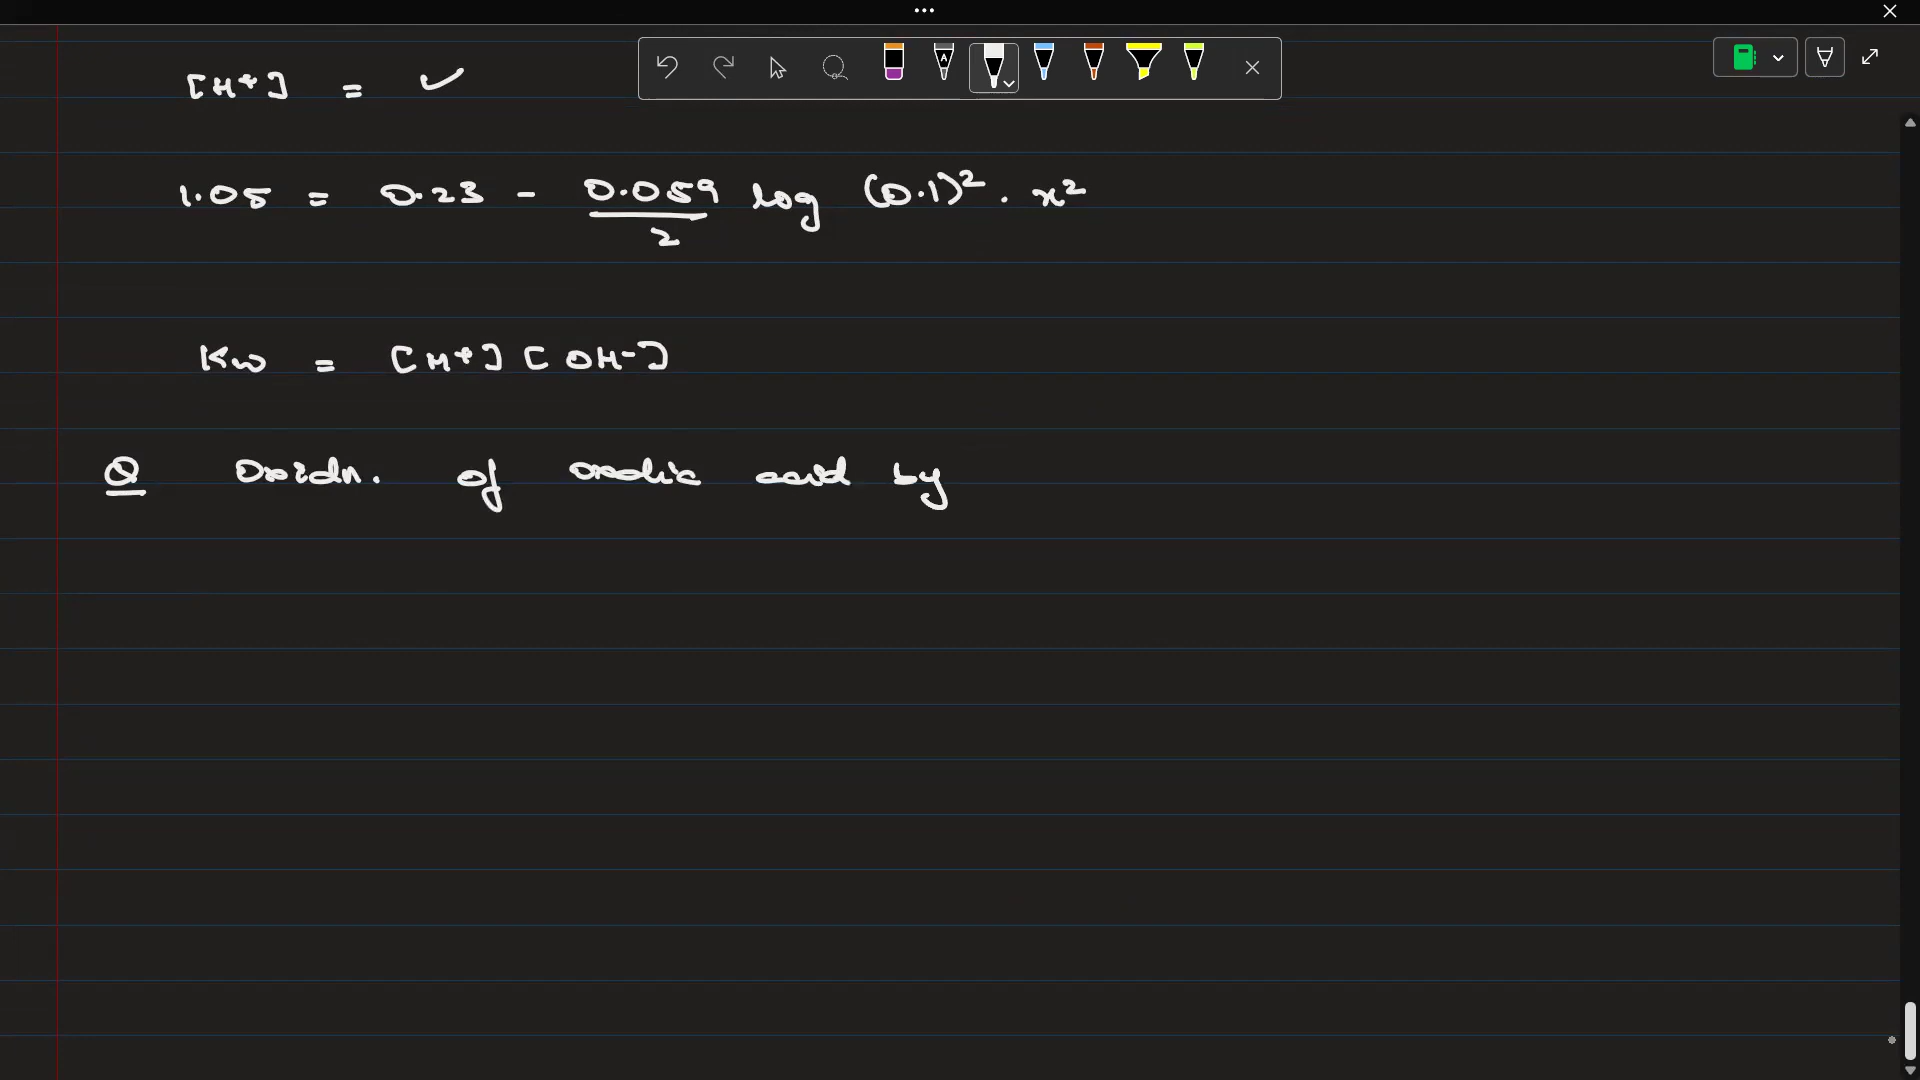 [H+] = ✓
1.05 = 0.23 - 0.059/2 log (0.1)² . x²
Kw = [H+] [OH-]
Q Oxidn. of oxalic acid by